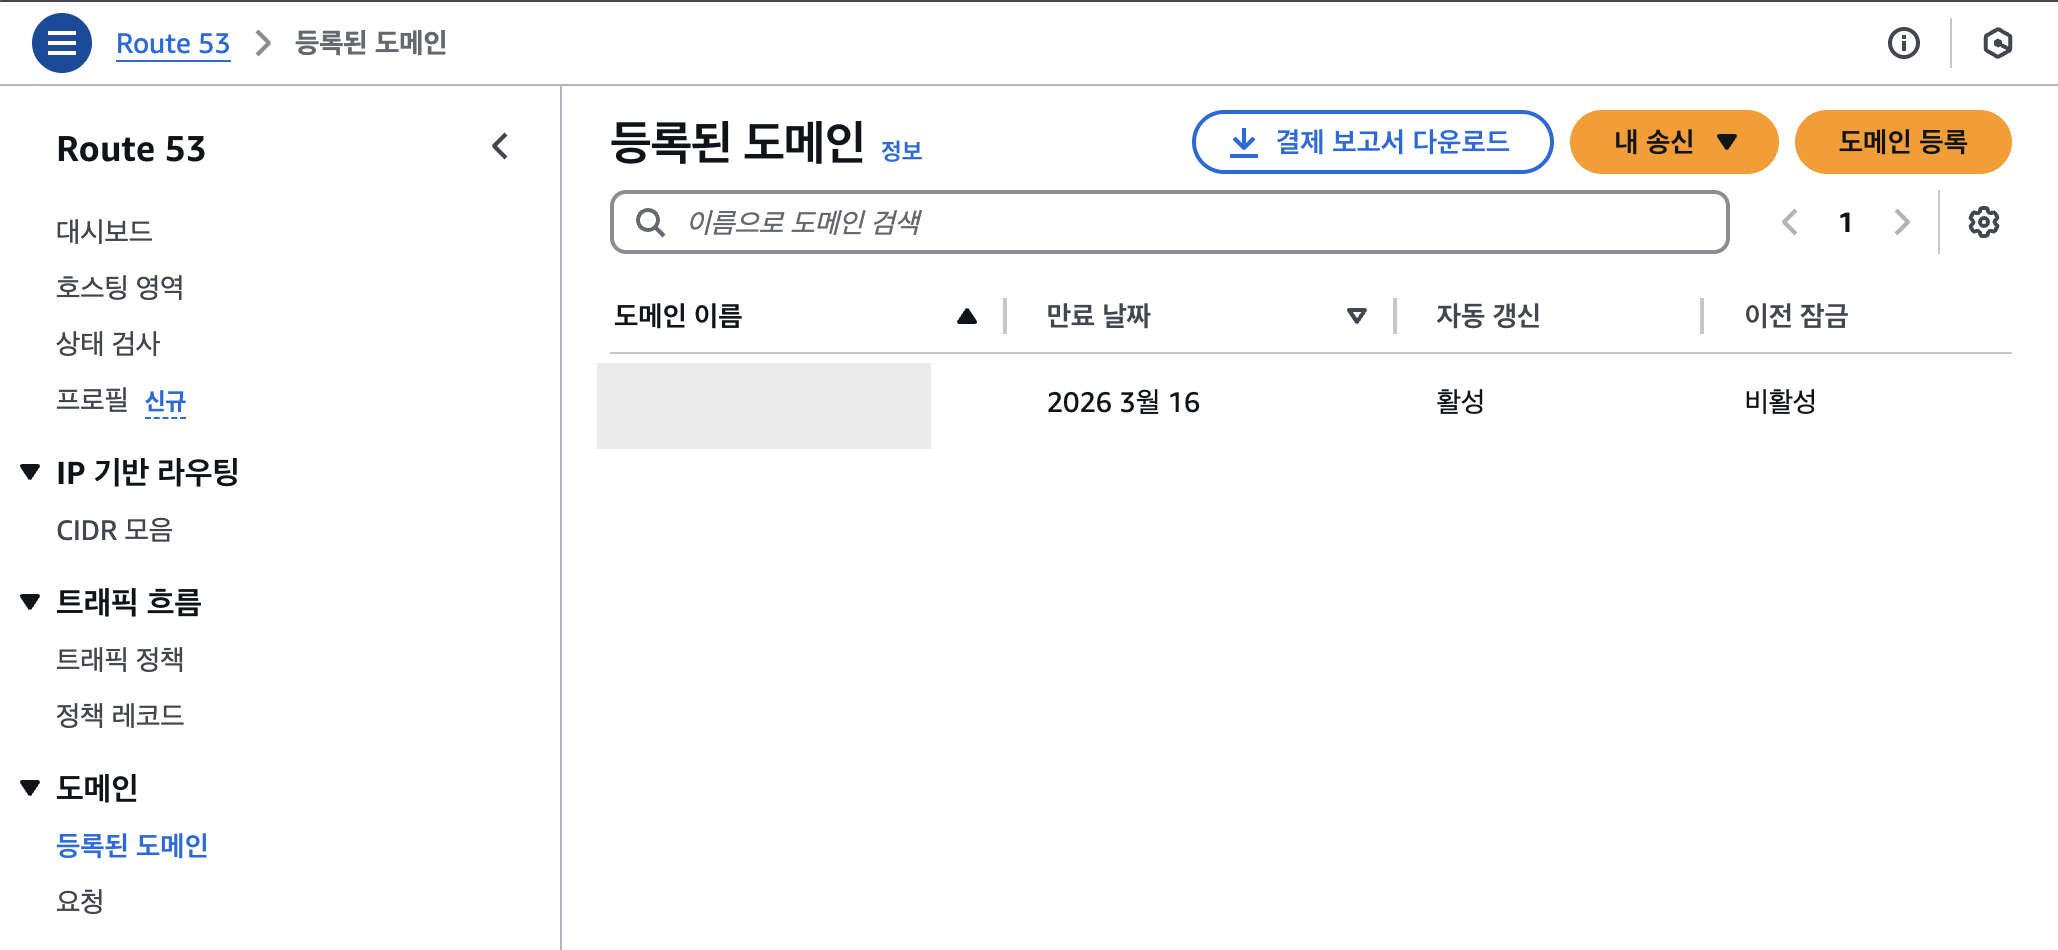 Route 53 등록된 도메인
Route 53
대시보드
호스팅 영역
상태 검사
프로필 신규
IP 기반 라우팅
CIDR 모음
트래픽 흐름
트래픽 정책
정책 레코드
도메인
등록된 도메인
요청
등록된 도메인 정보
결제 보고서 다운로드
내 송신
도메인 등록
이름으로 도메인 검색
1
도메인 이름 만료 날짜 자동 갱신 이전 잠금
2026 3월 16 활성 비활성